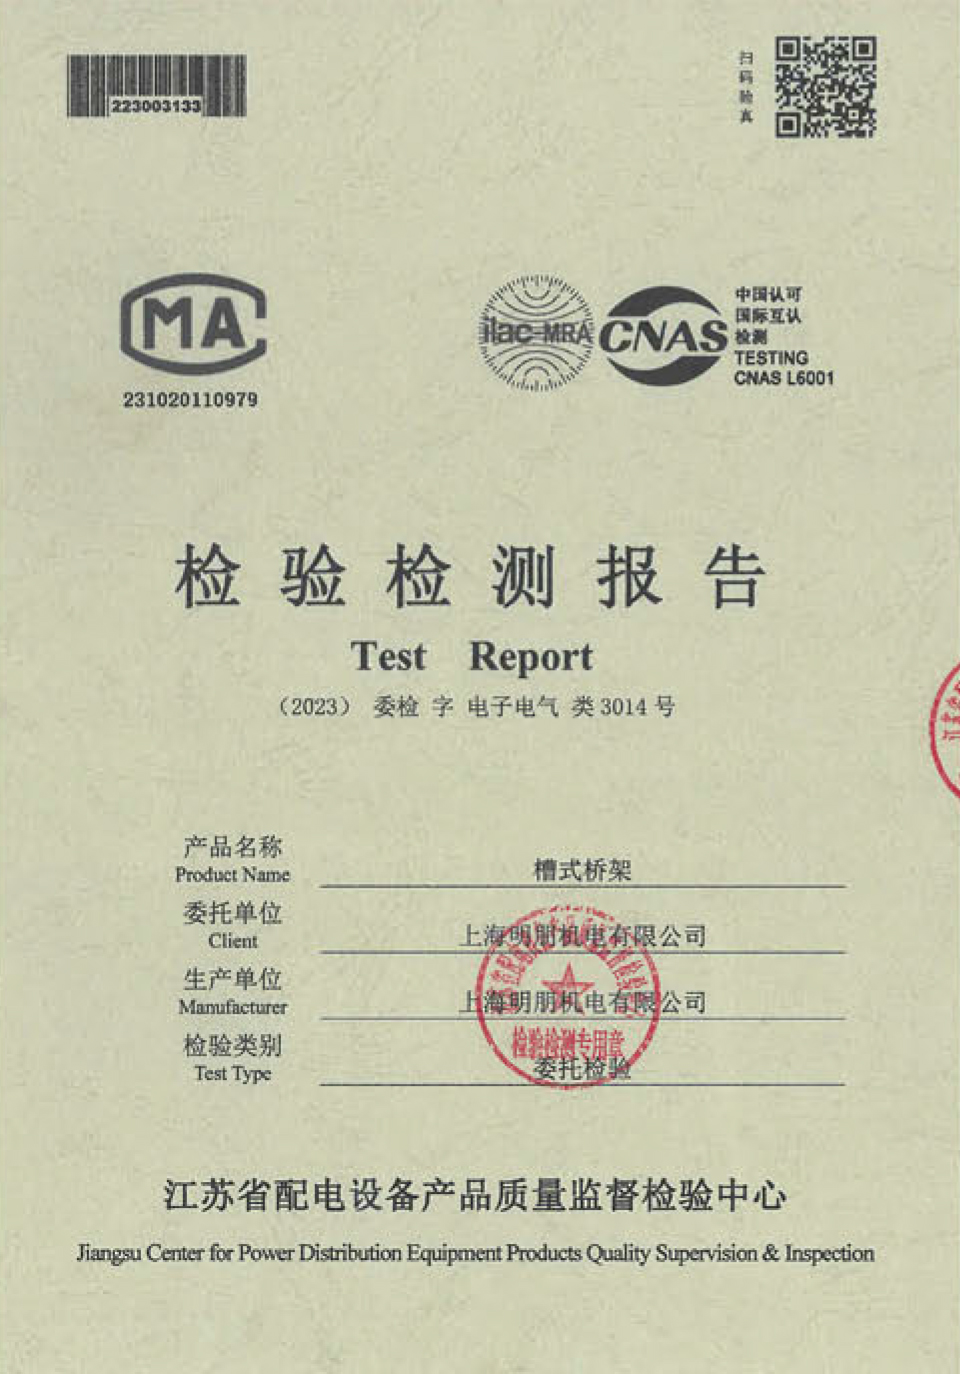 223003133
扫码验真
MA
231020110979
ilac-MRA
CNAS
中国认可
国际互认
检测
TESTING
CNAS L6001
检验检测报告
Test Report
（2023） 委检 字 电子电气 类 3014 号
产品名称
Product Name
槽式桥架
委托单位
Client
上海明朋机电有限公司
生产单位
Manufacturer
上海明朋机电有限公司
检验检测专用章
检验类别
Test Type
委托检验
江苏省配电设备产品质量监督检验中心
Jiangsu Center for Power Distribution Equipment Products Quality Supervision & Inspection